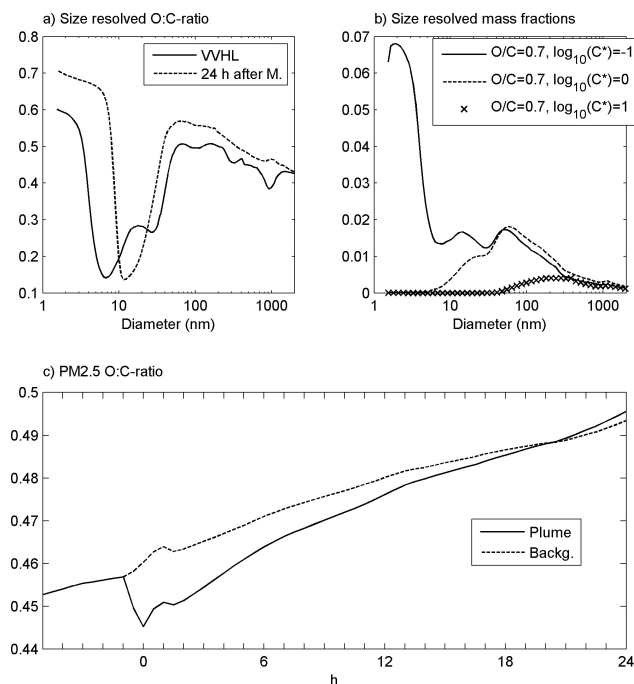 a) Size resolved O:C-ratio
0.8
0.7
0.6
0.5
0.4
0.3
0.2
0.1
VVHL
24 h after M.
1
10
100
1000
Diameter (nm)
b) Size resolved mass fractions
0.07
0.06
0.05
0.04
0.03
0.02
0.01
0
O/C=0.7, log10(C*)=-1
O/C=0.7, log10(C*)=0
O/C=0.7, log10(C*)=1
1
10
100
1000
Diameter (nm)
c) PM2.5 O:C-ratio
0.5
0.49
0.48
0.47
0.46
0.45
0.44
Plume
Backg.
0
6
12
18
24
h